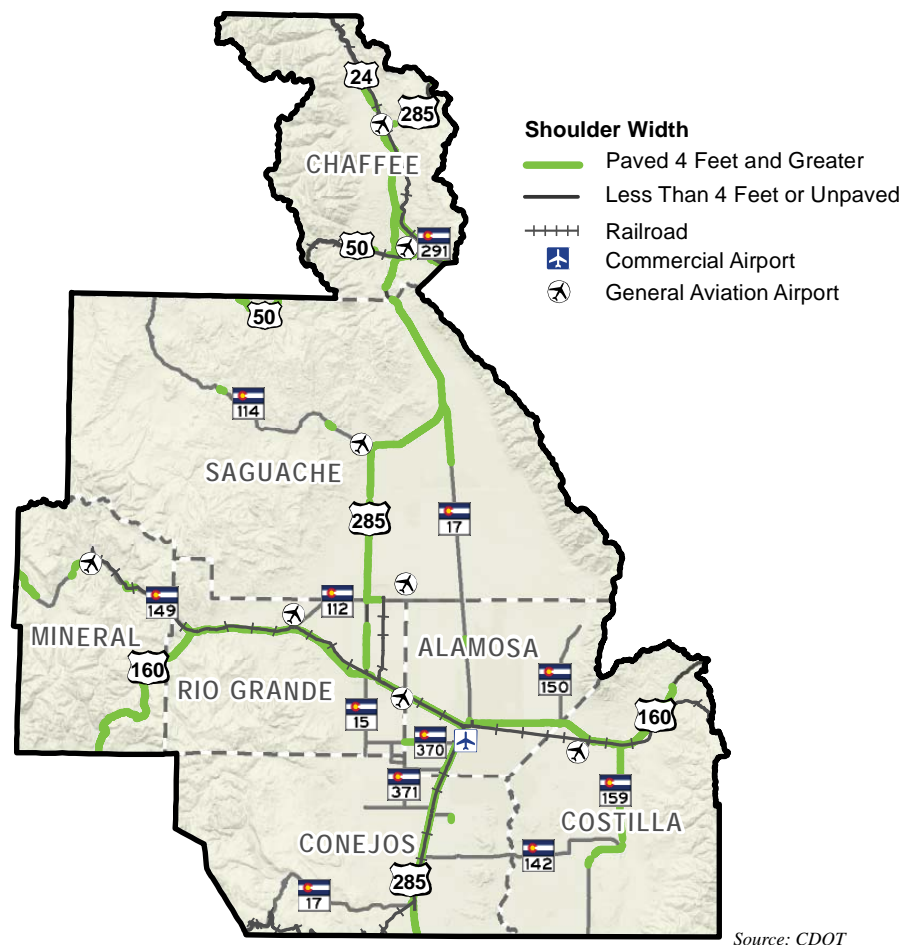 24
285
CHAFFEE
Shoulder Width
Paved 4 Feet and Greater
Less Than 4 Feet or Unpaved
Railroad
Commercial Airport
General Aviation Airport
50
291
50
114
SAGUACHE
285
17
149
112
MINERAL
ALAMOSA
160
RIO GRANDE
150
160
15
370
371
159
COSTILLA
CONEJOS
142
285
17
Source: CDOT